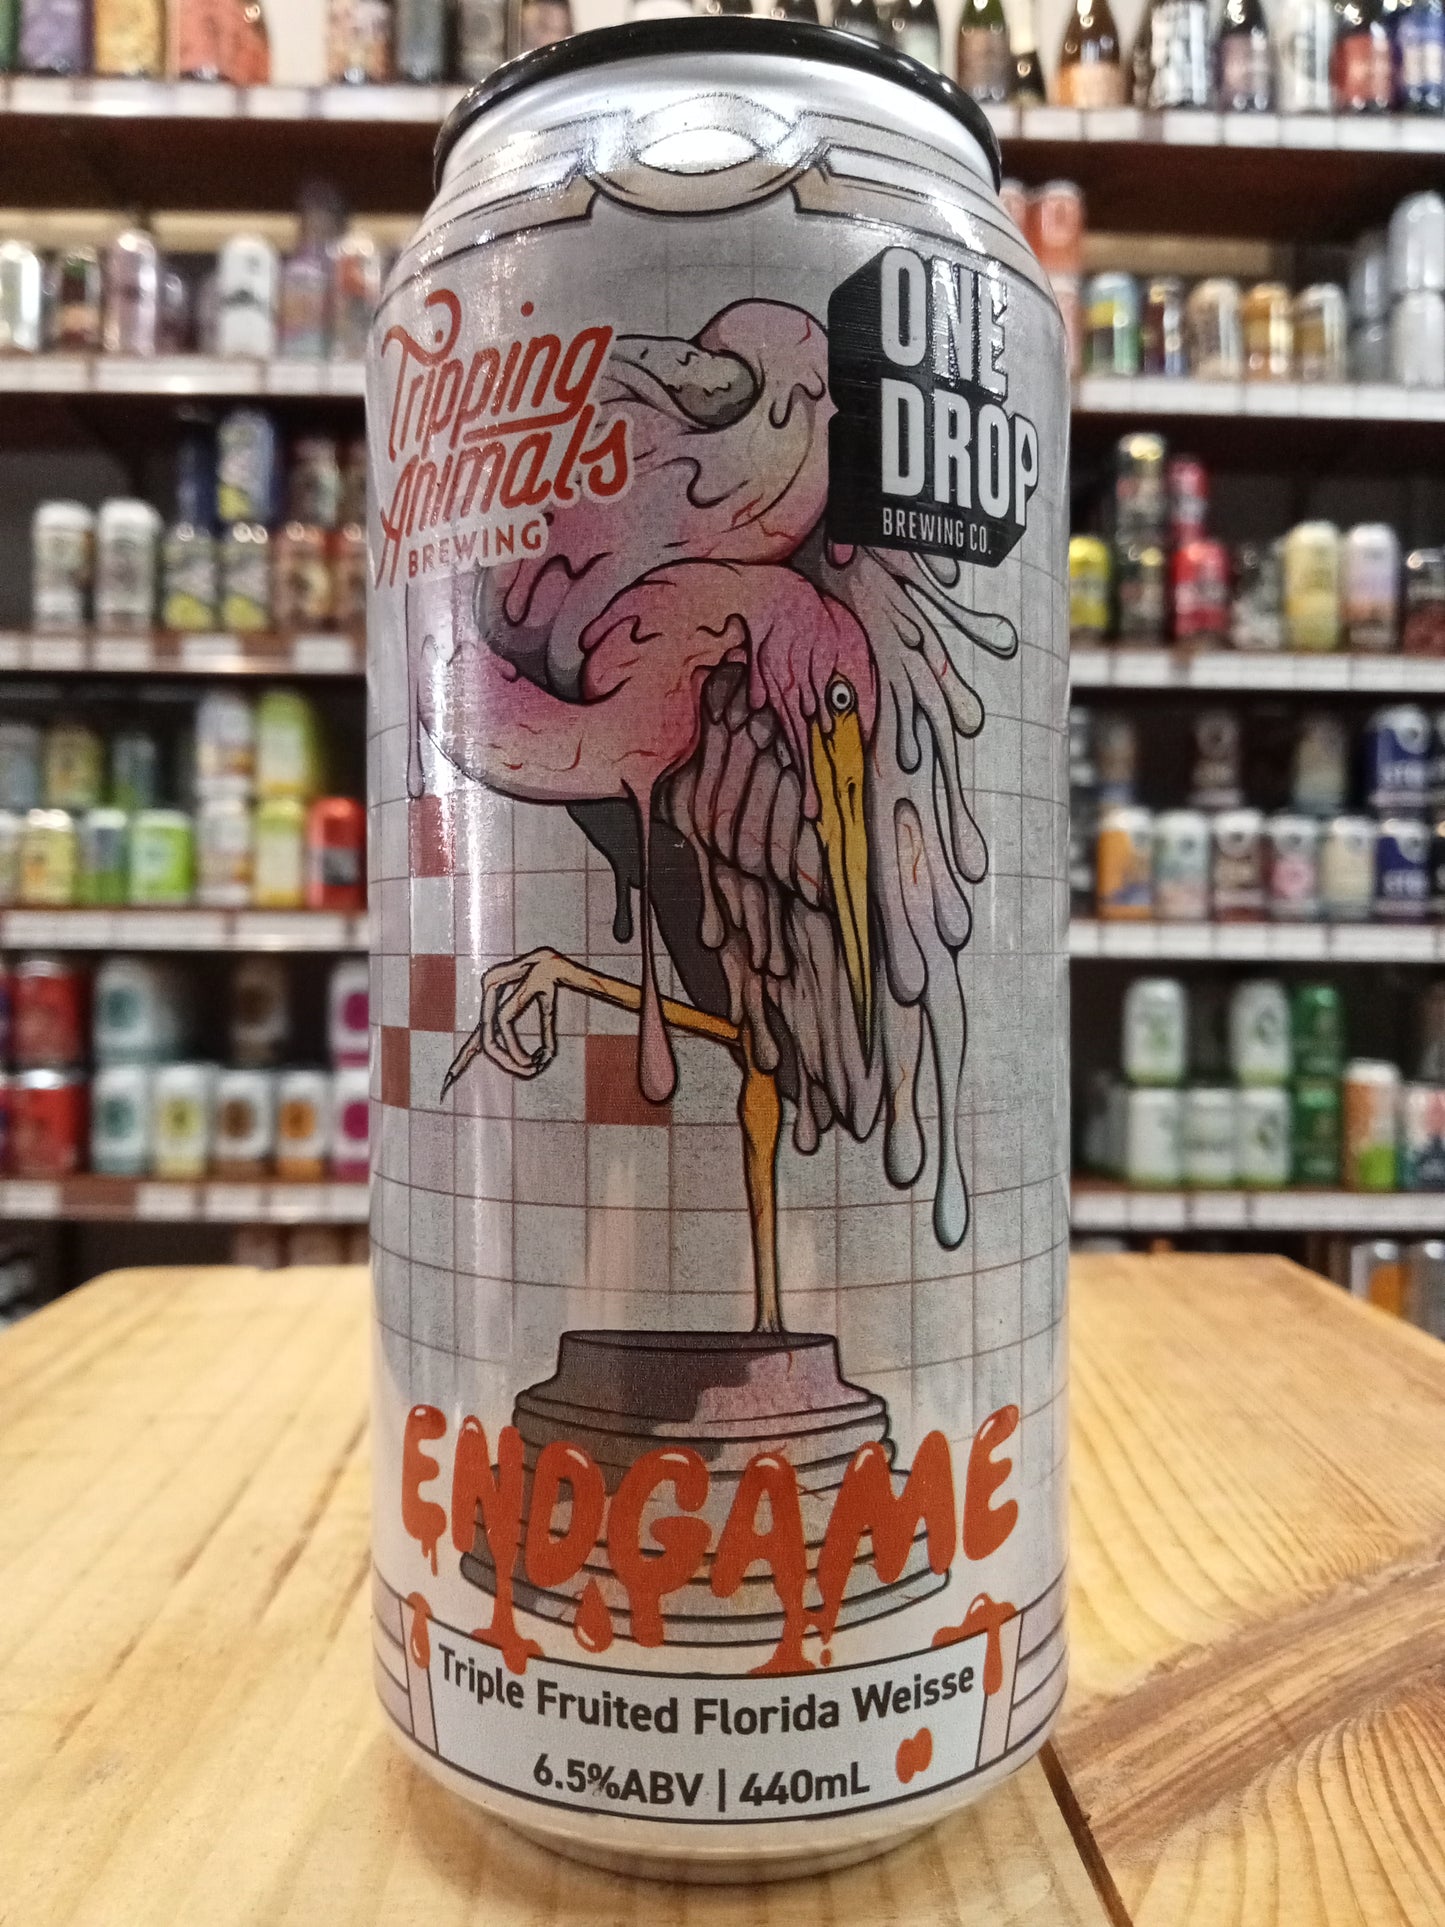 Tripping
Animals
BREWING
ONE
DROP
BREWING CO.
ENDGAME
Triple Fruited Florida Weisse
6.5%ABV | 440mL